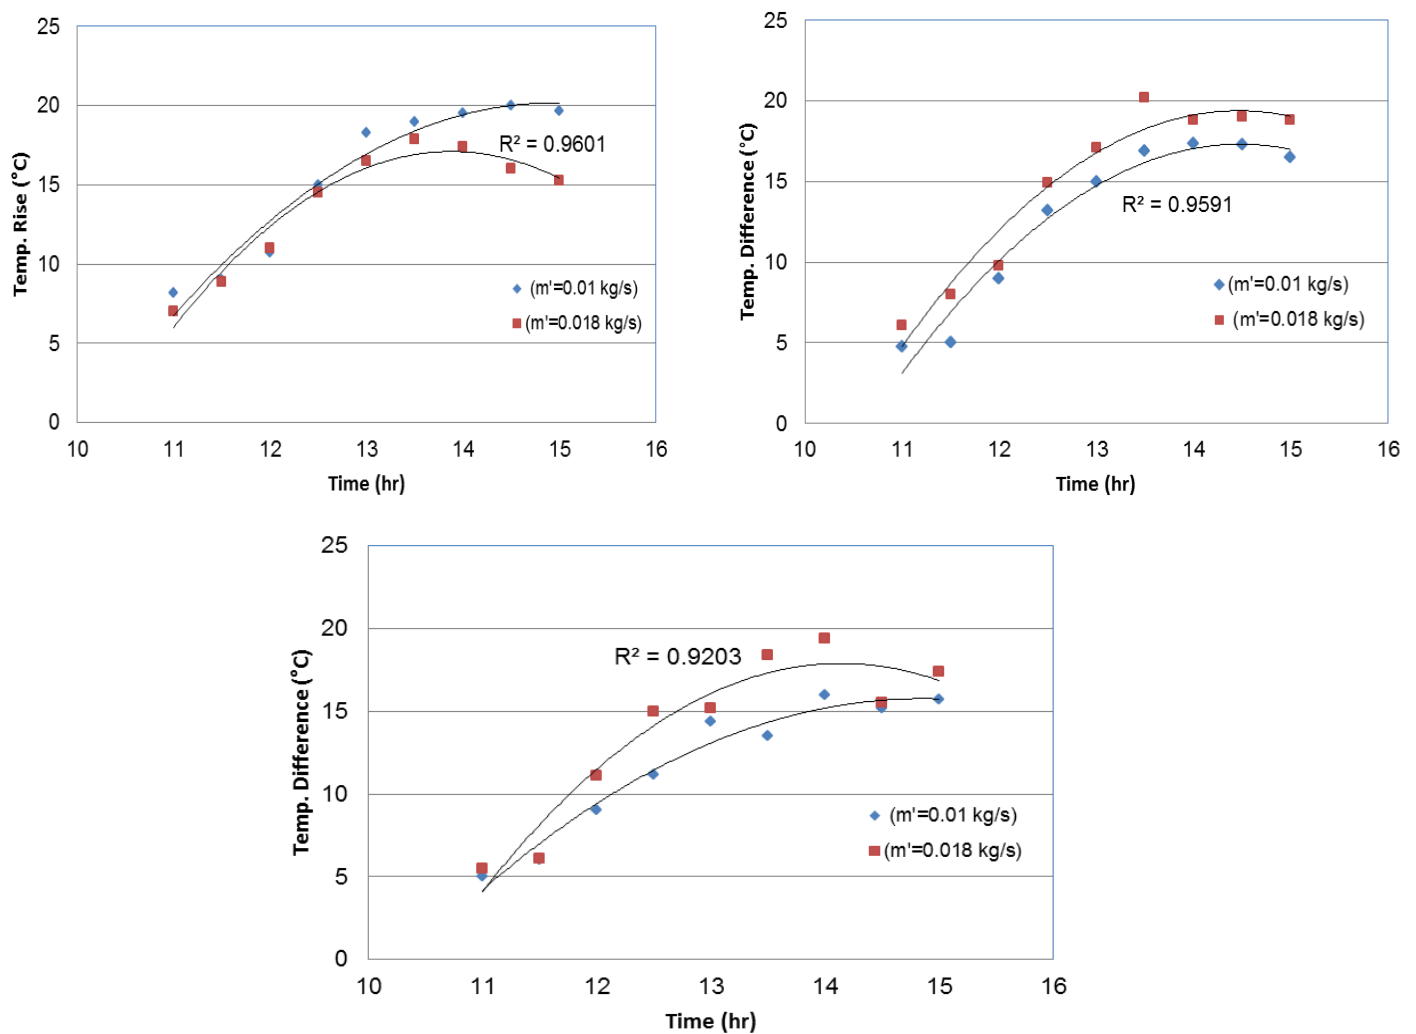 25
20
15
10
5
0
Temp. Rise (°C)
R² = 0.9601
(m'=0.01 kg/s)
(m'=0.018 kg/s)
10 11 12 13 14 15 16
Time (hr)
25
20
15
10
5
0
Temp. Difference (°C)
R² = 0.9591
(m'=0.01 kg/s)
(m'=0.018 kg/s)
10 11 12 13 14 15 16
Time (hr)
25
20
15
10
5
0
Temp. Difference (°C)
R² = 0.9203
(m'=0.01 kg/s)
(m'=0.018 kg/s)
10 11 12 13 14 15 16
Time (hr)